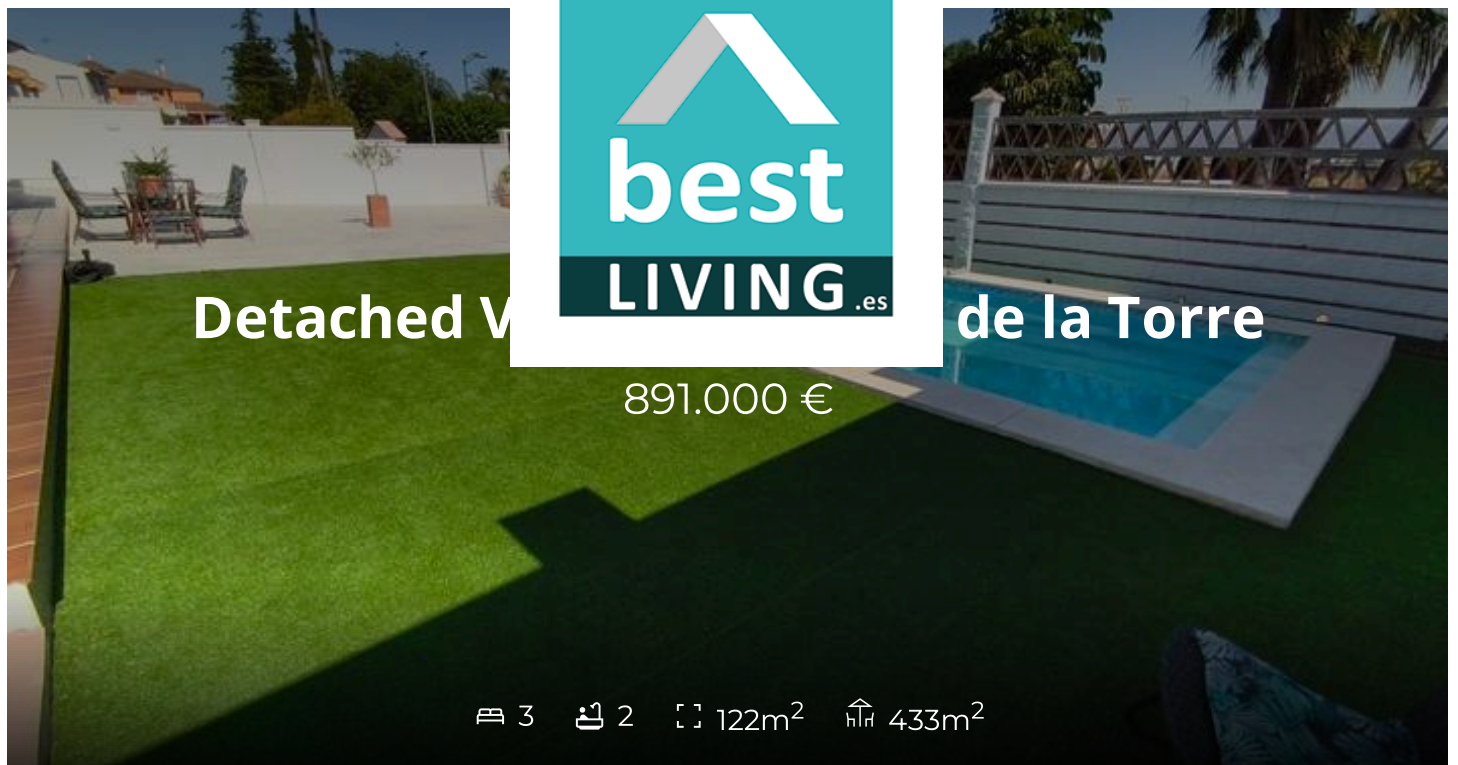 best
LIVING.es
Detached V de la Torre
891.000 €
3 2 122m² 433m²